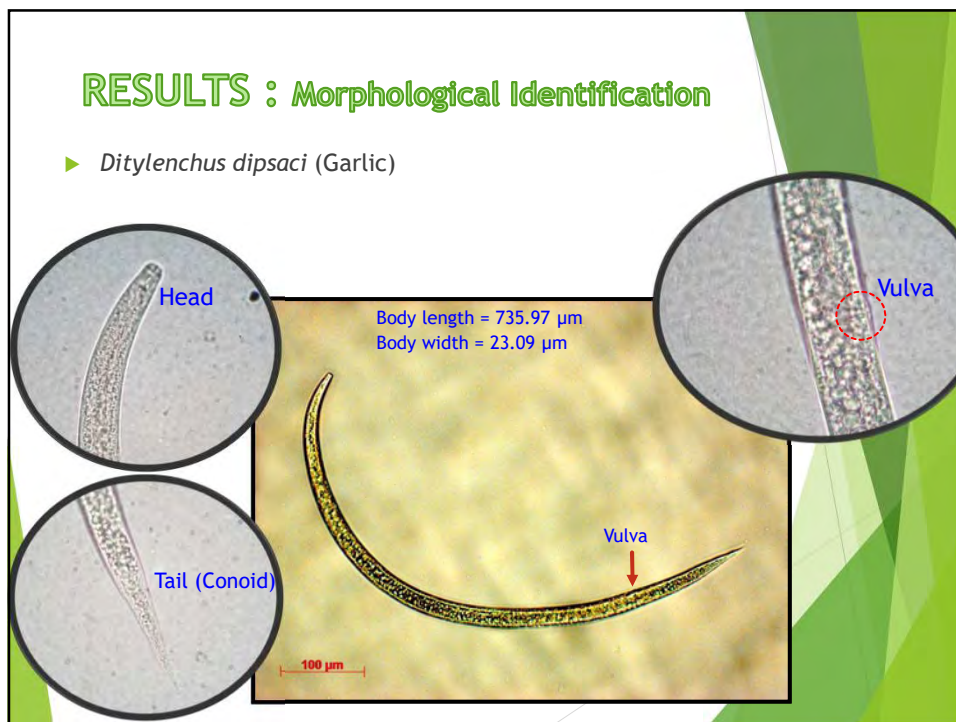 RESULTS : Morphological Identification
Ditylenchus dipsaci (Garlic)
Head
Body length = 735.97 µm
Body width = 23.09 µm
Vulva
Tail (Conoid)
Vulva
100 µm